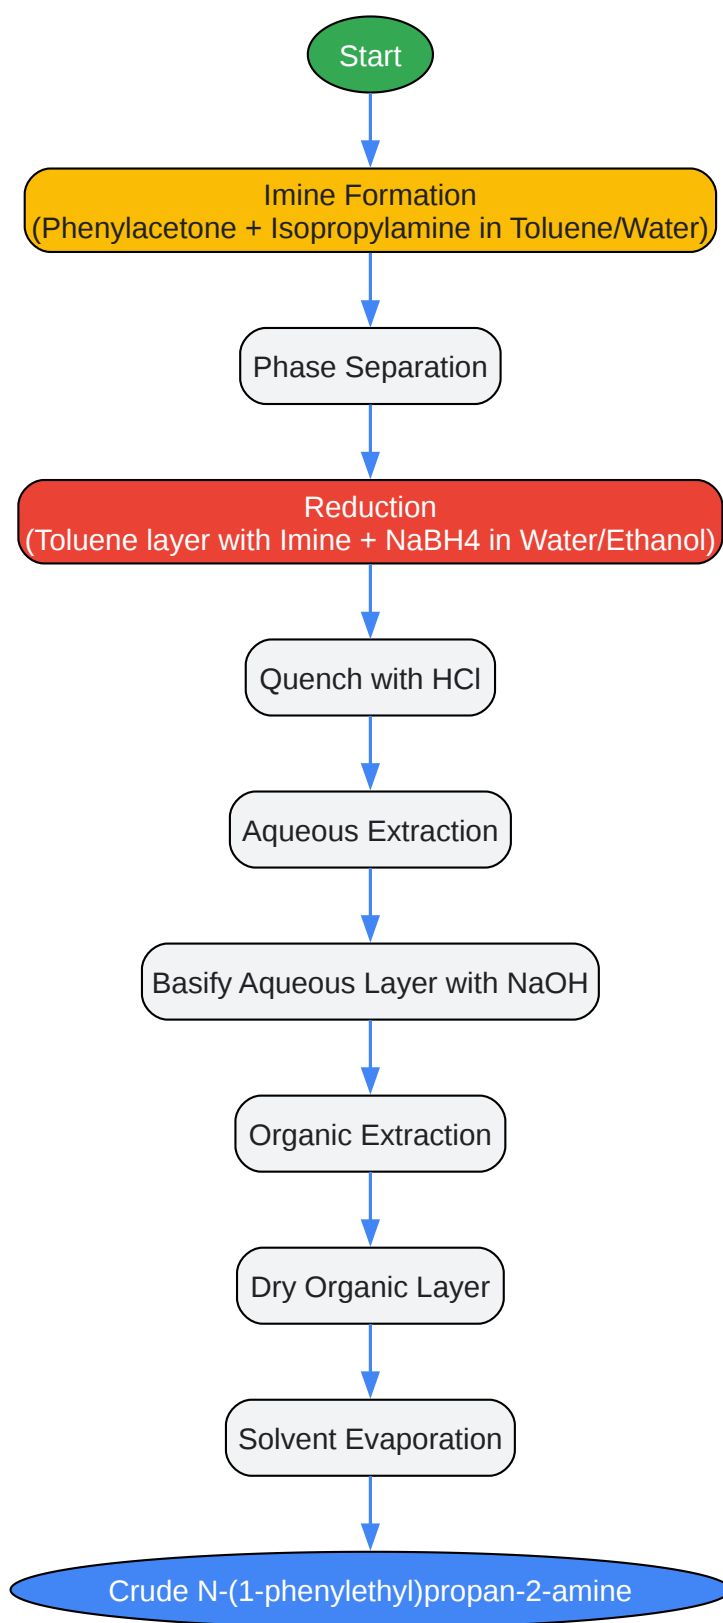 Start
Imine Formation
(Phenylacetone + Isopropylamine in Toluene/Water)
Phase Separation
Reduction
(Toluene layer with Imine + NaBH4 in Water/Ethanol)
Quench with HCl
Aqueous Extraction
Basify Aqueous Layer with NaOH
Organic Extraction
Dry Organic Layer
Solvent Evaporation
Crude N-(1-phenylethyl)propan-2-amine